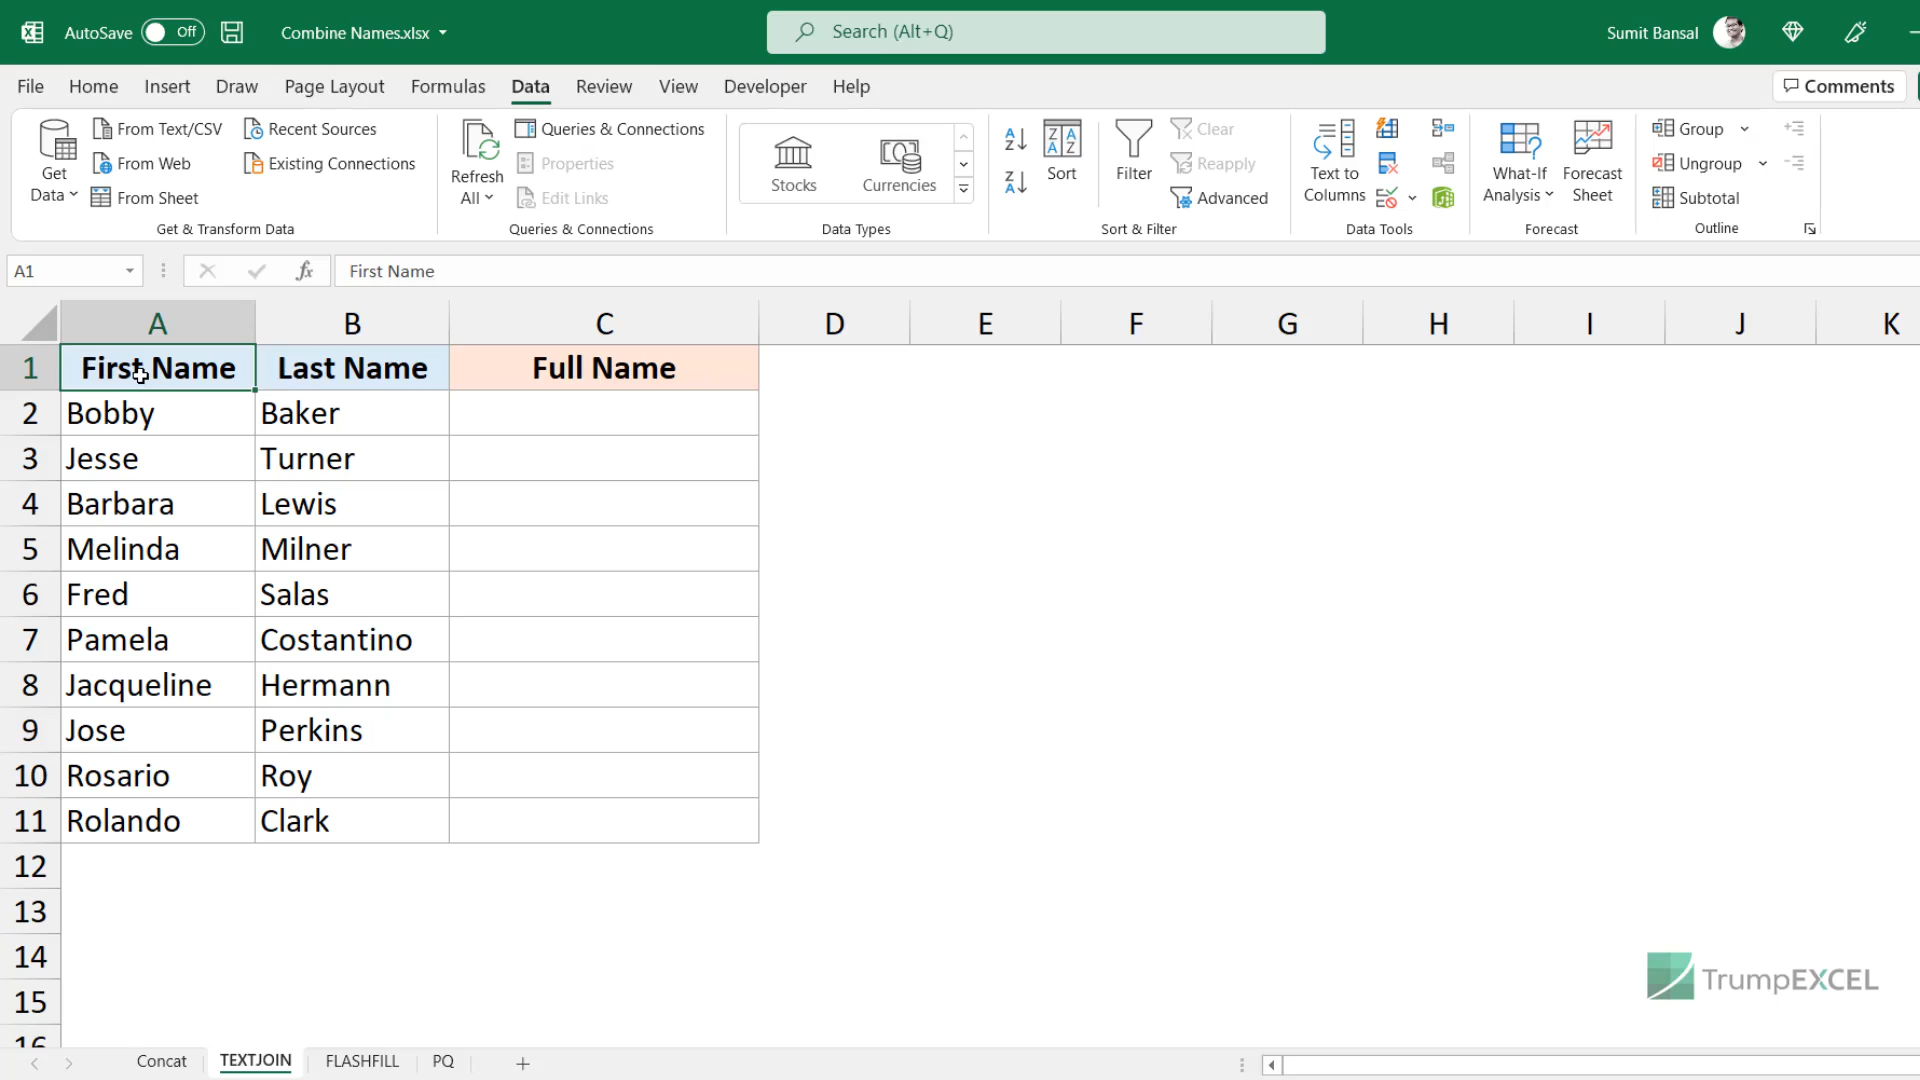 AutoSave Off Combine Names.xlsx Search (Alt+Q) Sumit Bansal
File Home Insert Draw Page Layout Formulas Data Review View Developer Help Comments
Get Data
From Text/CSV
From Web
From Sheet
Recent Sources
Existing Connections
Get & Transform Data
Refresh All
Queries & Connections
Properties
Edit Links
Queries & Connections
Stocks Currencies
Data Types
Sort
Filter
Clear
Reapply
Advanced
Sort & Filter
Text to Columns
Data Tools
What-If Analysis
Forecast Sheet
Forecast
Group
Ungroup
Subtotal
Outline
A1 fx First Name
A B C D E F G H I J K
1 First Name Last Name Full Name
2 Bobby Baker
3 Jesse Turner
4 Barbara Lewis
5 Melinda Milner
6 Fred Salas
7 Pamela Costantino
8 Jacqueline Hermann
9 Jose Perkins
10 Rosario Roy
11 Rolando Clark
12
13
14
15
16
TrumpEXCEL
Concat TEXTJOIN FLASHFILL PQ